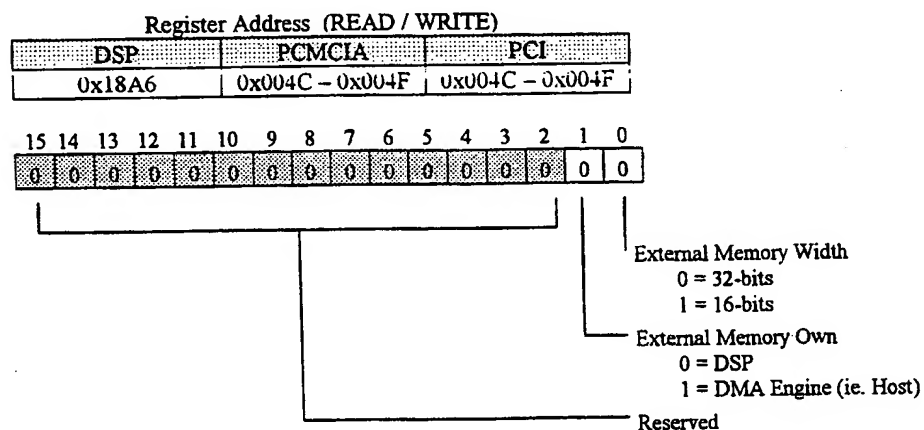 Register Address (READ / WRITE)
DSP PCMCIA PCI
0x18A6 0x004C – 0x004F 0x004C – 0x004F
15 14 13 12 11 10 9 8 7 6 5 4 3 2 1 0
0 0 0 0 0 0 0 0 0 0 0 0 0 0 0 0
External Memory Width
0 = 32-bits
1 = 16-bits
External Memory Own
0 = DSP
1 = DMA Engine (ie. Host)
Reserved